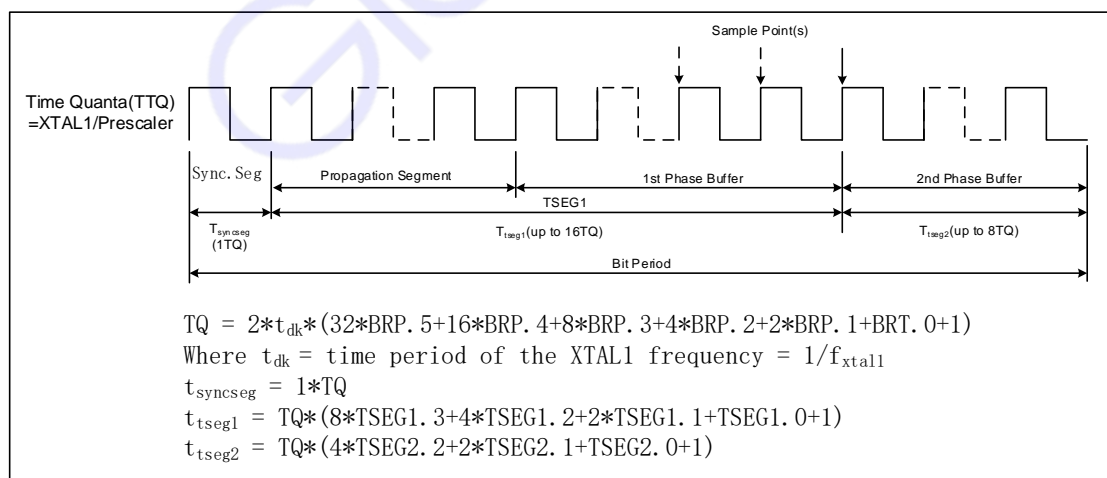 Sample Point(s)
Time Quanta(TTQ)
=XTAL1/Prescaler
Sync.Seg
Propagation Segment
1st Phase Buffer
2nd Phase Buffer
TSEG1
Tsyncseg
(1TQ)
Ttseg1(up to 16TQ)
Ttseg2(up to 8TQ)
Bit Period
TQ = 2*tdk*(32*BRP.5+16*BRP.4+8*BRP.3+4*BRP.2+2*BRP.1+BRT.0+1)
Where tdk = time period of the XTAL1 frequency = 1/fxtal1
tsyncseg = 1*TQ
ttseg1 = TQ*(8*TSEG1.3+4*TSEG1.2+2*TSEG1.1+TSEG1.0+1)
ttseg2 = TQ*(4*TSEG2.2+2*TSEG2.1+TSEG2.0+1)